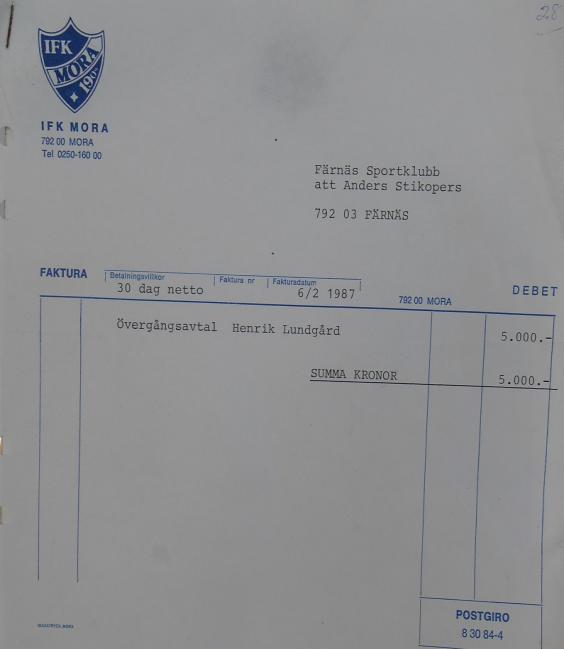 28
IFK
MORA
190
IFK MORA
792 00 MORA
Tel 0250-160 00
Färnäs Sportklubb
att Anders Stikopers
792 03 FÄRNÄS
FAKTURA
Betalningsvillkor
Faktura nr
Fakturadatum
30 dag netto
6/2 1987
792 00 MORA
DEBET
Övergångsavtal Henrik Lundgård
5.000.-
SUMMA KRONOR
5.000.-
POSTGIRO
8 30 84-4